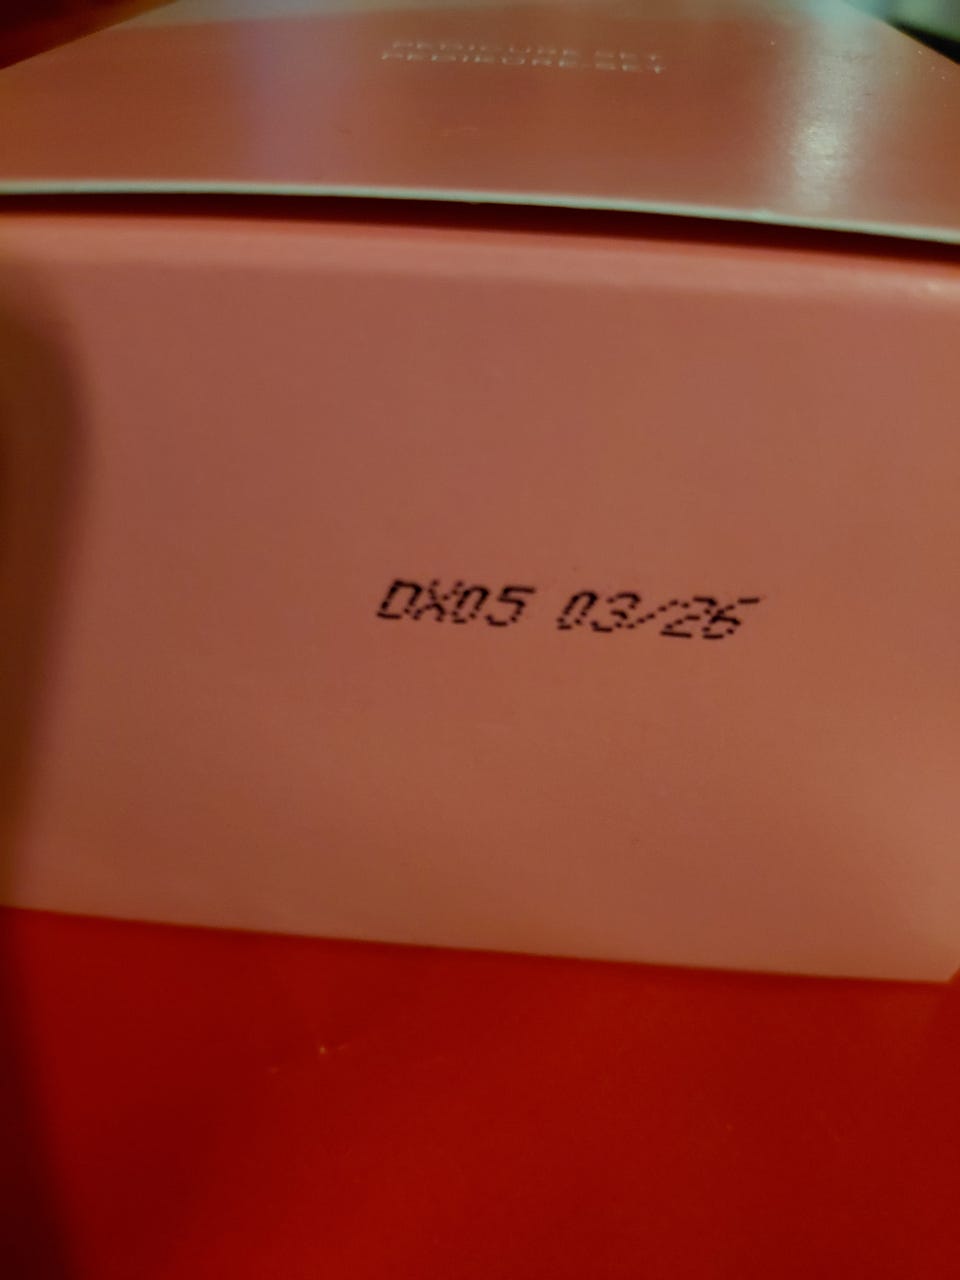 PEDICURE SET
DX05 03/26